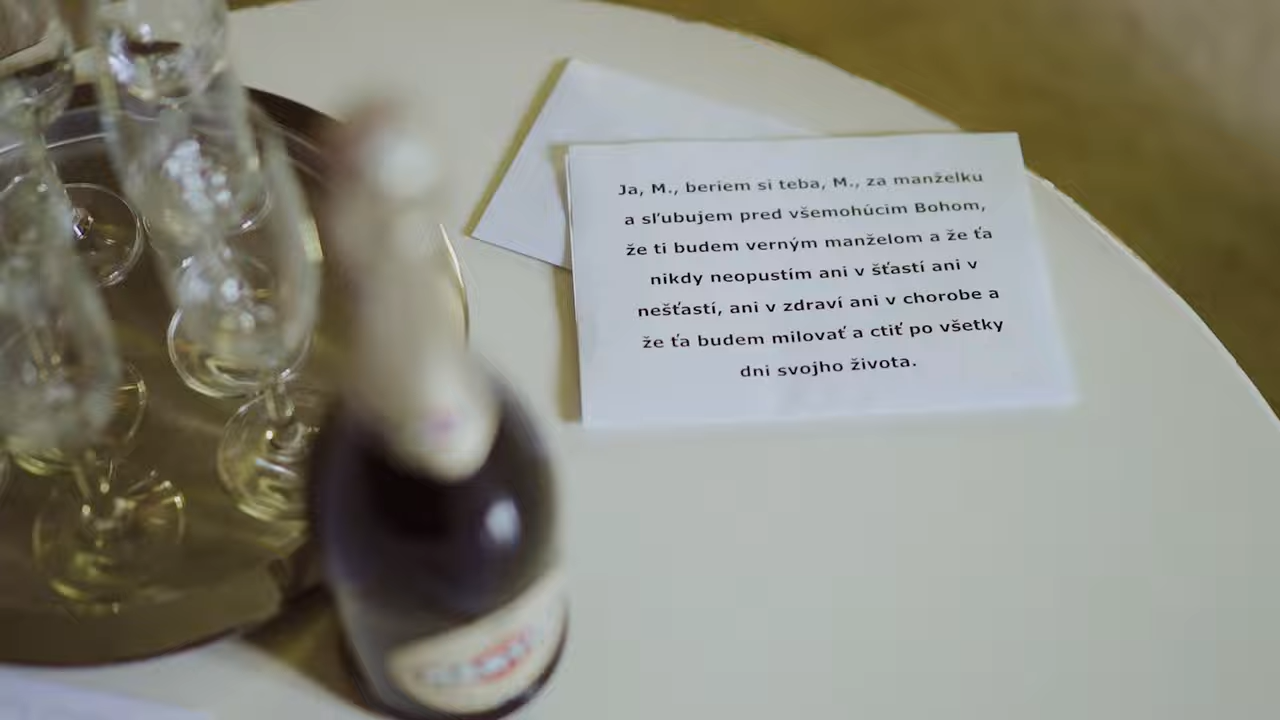 Ja, M., beriem si teba, M., za manželku
a sľubujem pred všemohúcim Bohom,
že ti budem verným manželom a že ťa
nikdy neopustím ani v šťastí ani v
nešťastí, ani v zdraví ani v chorobe a
že ťa budem milovať a ctiť po všetky
dni svojho života.